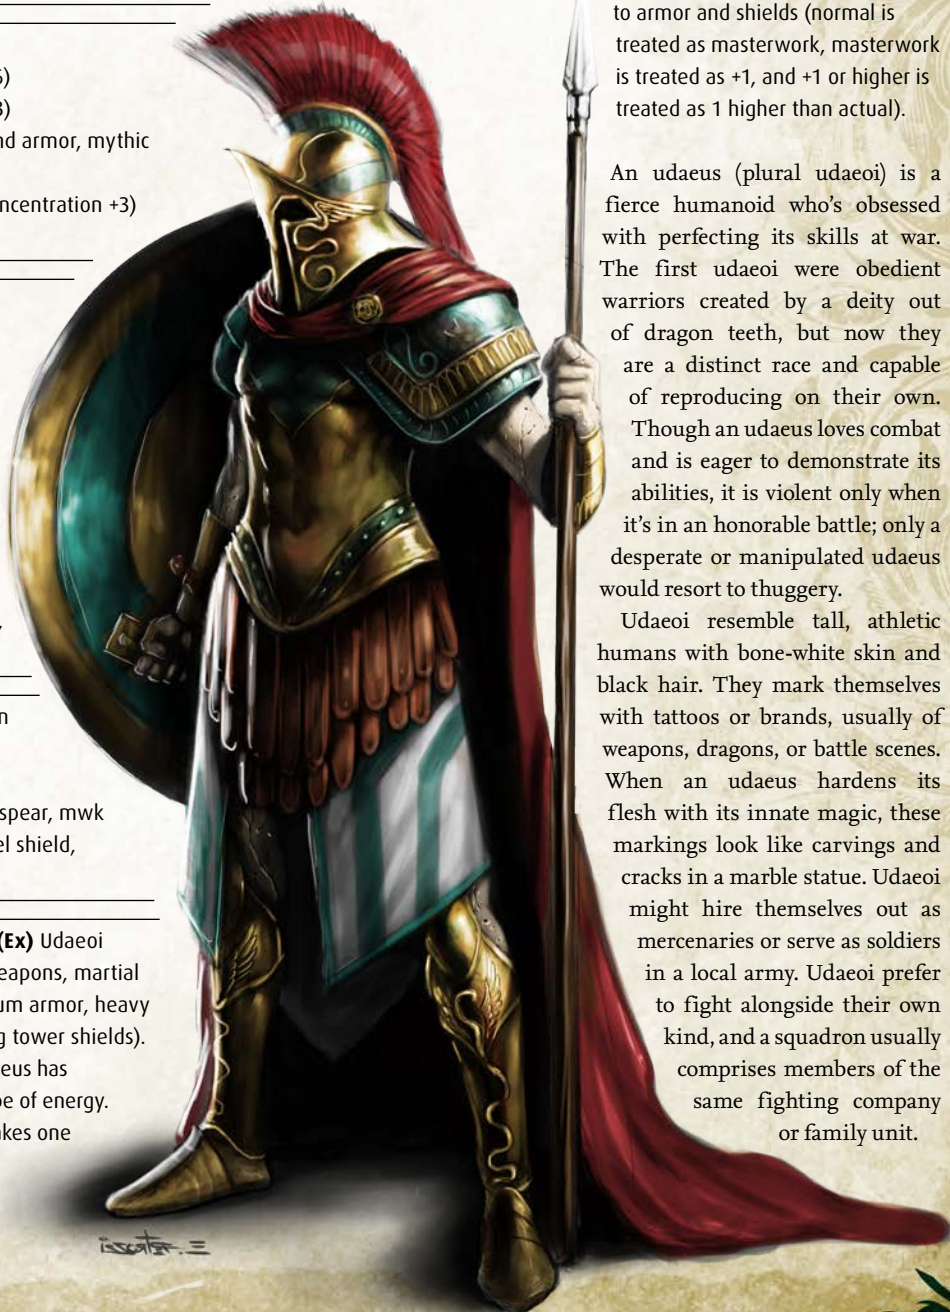 nd armor, mythic
ncentration +3)
n
spear, mwk
el shield,
(Ex) Udaeoi
eapons, martial
um armor, heavy
g tower shields).
eus has
pe of energy.
akes one
to armor and shields (normal is
treated as masterwork, masterwork
is treated as +1, and +1 or higher is
treated as 1 higher than actual).
An udaeus (plural udaeoi) is a
fierce humanoid who's obsessed
with perfecting its skills at war.
The first udaeoi were obedient
warriors created by a deity out
of dragon teeth, but now they
are a distinct race and capable
of reproducing on their own.
Though an udaeus loves combat
and is eager to demonstrate its
abilities, it is violent only when
it's in an honorable battle; only a
desperate or manipulated udaeus
would resort to thuggery.
Udaeoi resemble tall, athletic
humans with bone-white skin and
black hair. They mark themselves
with tattoos or brands, usually of
weapons, dragons, or battle scenes.
When an udaeus hardens its
flesh with its innate magic, these
markings look like carvings and
cracks in a marble statue. Udaeoi
might hire themselves out as
mercenaries or serve as soldiers
in a local army. Udaeoi prefer
to fight alongside their own
kind, and a squadron usually
comprises members of the
same fighting company
or family unit.